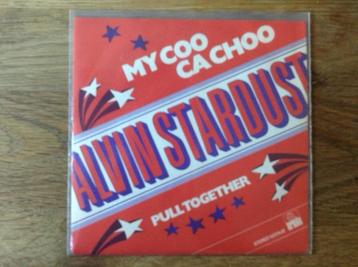 MY COO
CA CHOO
ALVIN STARDUST
PULL TOGETHER